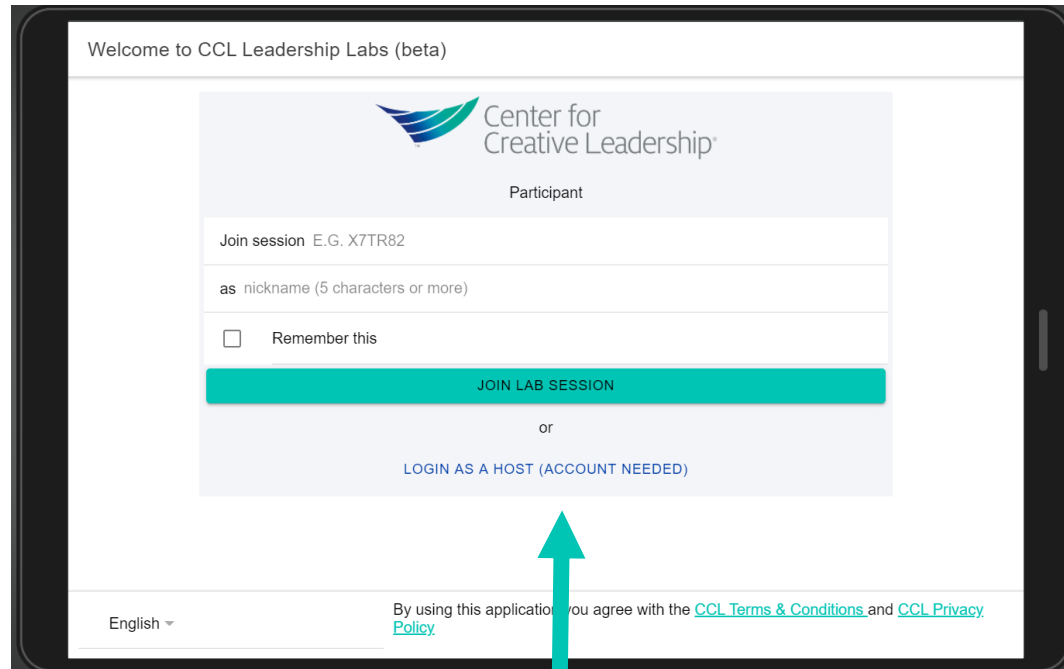 Welcome to CCL Leadership Labs (beta)
Center for
Creative Leadership®
Participant
Join session E.G. X7TR82
as nickname (5 characters or more)
Remember this
JOIN LAB SESSION
or
LOGIN AS A HOST (ACCOUNT NEEDED)
English
By using this application you agree with the CCL Terms & Conditions and CCL Privacy
Policy